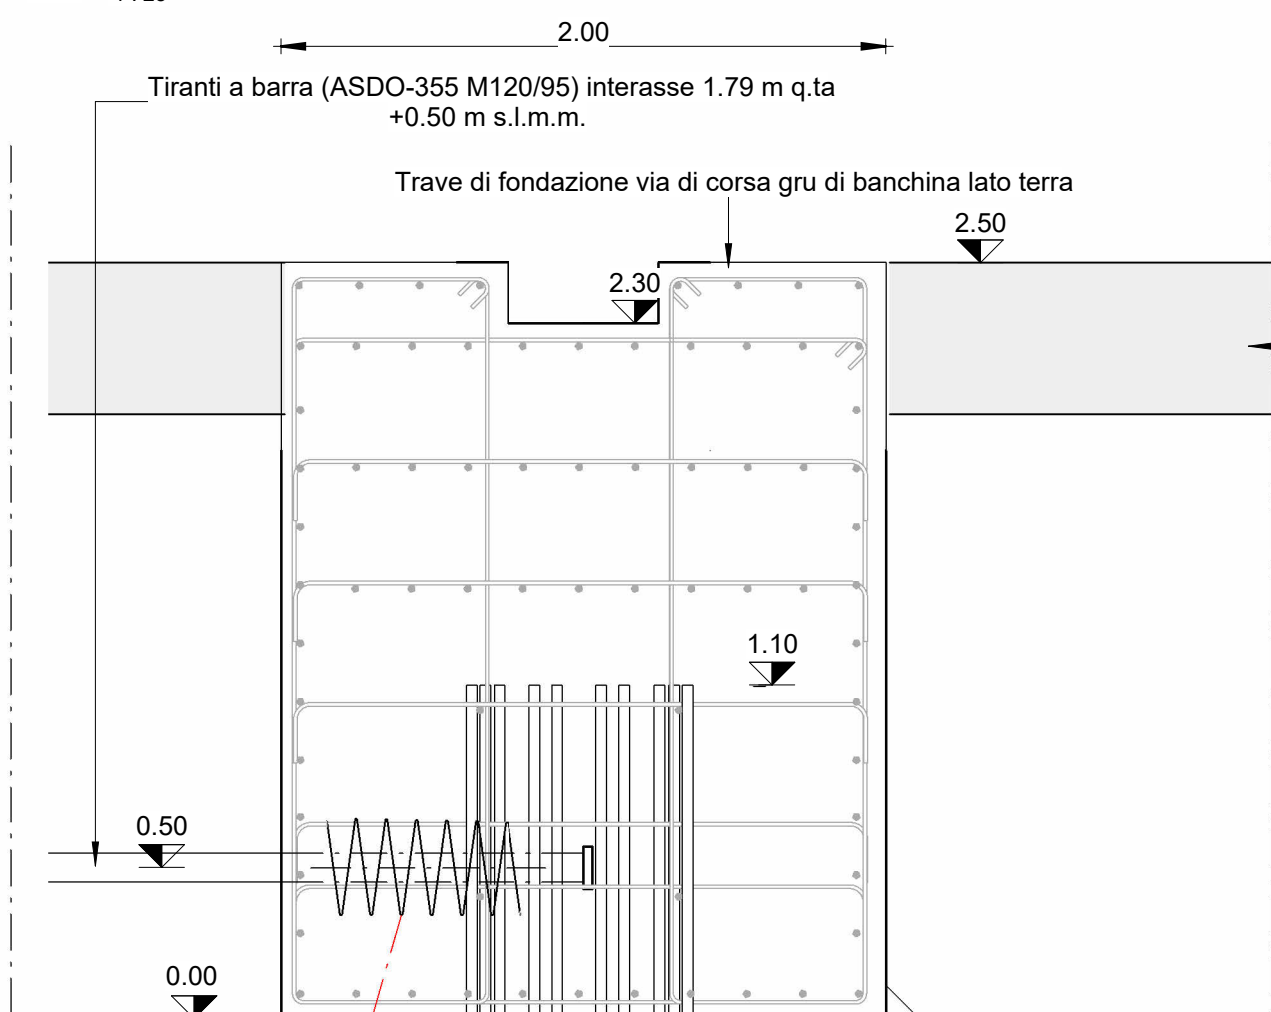 2.00
Tiranti a barra (ASDO-355 M120/95) interasse 1.79 m q.ta
+0.50 m s.l.m.m.
Trave di fondazione via di corsa gru di banchina lato terra
2.50
2.30
1.10
0.50
0.00